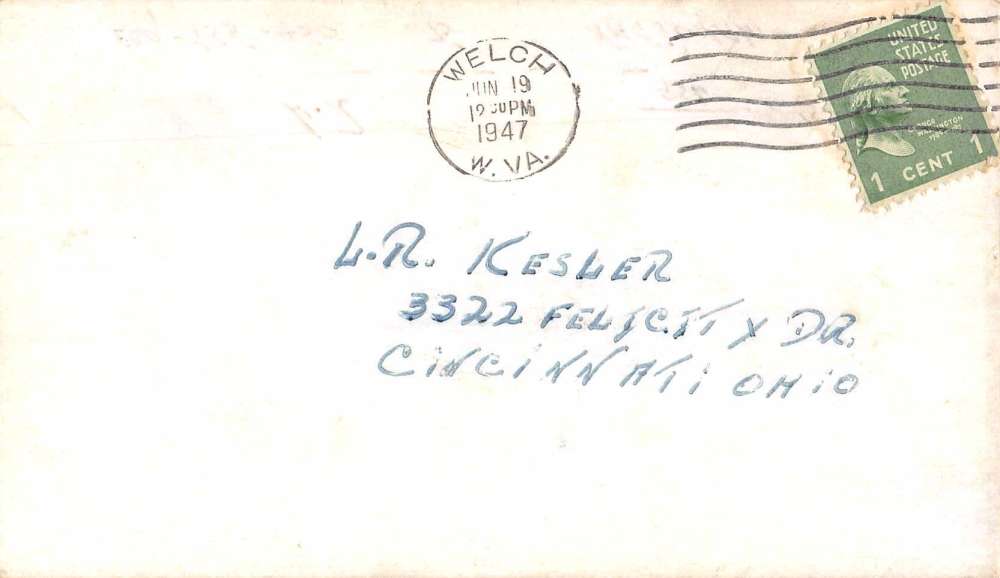 WELCH
JUN 19
12 30 PM
1947
W. VA.
UNITED
STATES
POSTAGE
WASHINGTON
1 CENT 1
L.R. KESLER
3322 FELICITY DR.
CINCINNATI OHIO